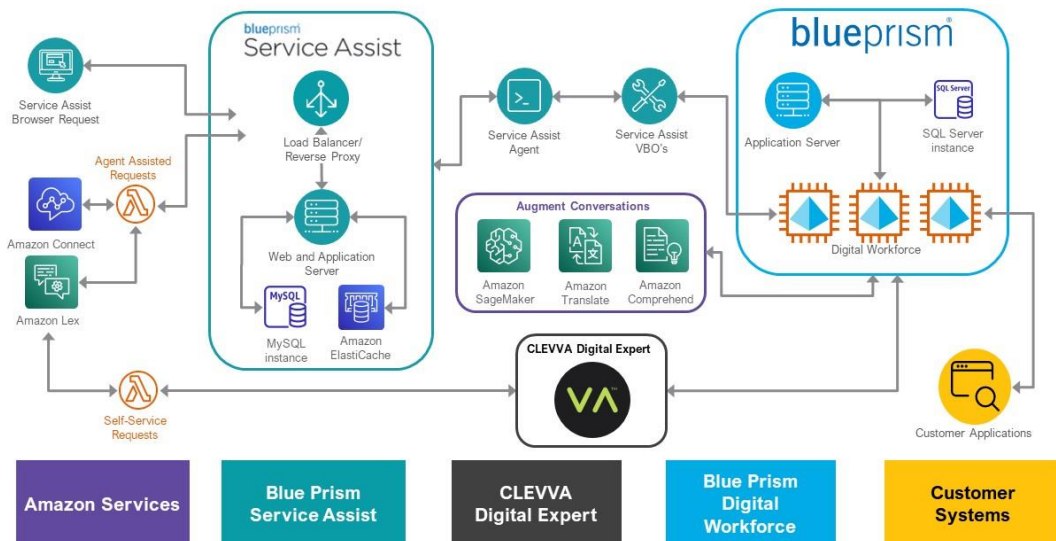 Service Assist
Browser Request
Agent Assisted
Requests
Amazon Connect
Amazon Lex
Self-Service
Requests
blueprism
Service Assist
Load Balancer/
Reverse Proxy
Web and Application
Server
MySQL
MySQL
instance
Amazon
ElastiCache
Service Assist
Agent
Service Assist
VBO's
Augment Conversations
Amazon
SageMaker
A
文
Amazon
Translate
Amazon
Comprehend
CLEVVA Digital Expert
VA™
blueprism®
Application Server
SQL Server
SQL Server
instance
Digital Workforce
Customer Applications
Amazon Services
Blue Prism
Service Assist
CLEVVA
Digital Expert
Blue Prism
Digital
Workforce
Customer
Systems